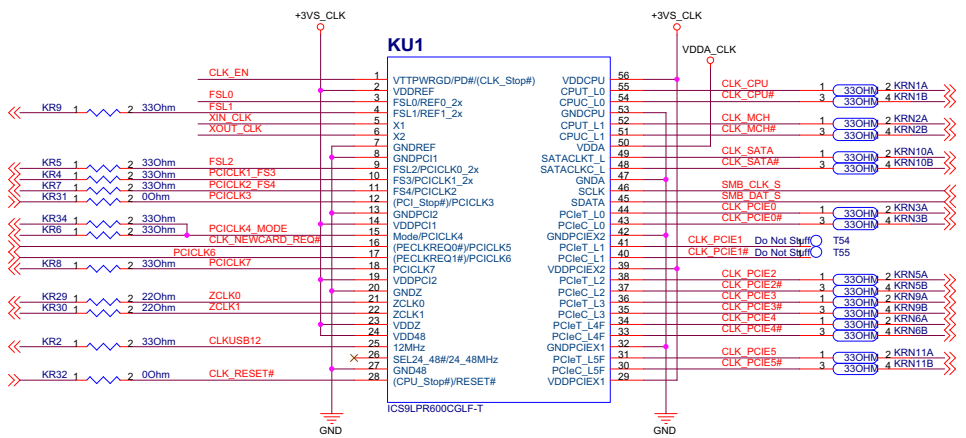 +3VS_CLK
+3VS_CLK
KU1
VDDA_CLK
CLK_EN 1 VTTPWRGD/PD#/(CLK_Stop#) VDDCPU 56
2 VDDREF CPUT_L0 55 CLK_CPU 1 33OHM 2 KRN1A
FSL0 3 FSL0/REF0_2x CPUC_L0 54 CLK_CPU# 3 33OHM 4 KRN1B
KR9 1 2 33Ohm FSL1 4 FSL1/REF1_2x GNDCPU 53
XIN_CLK 5 X1 CPUT_L1 52 CLK_MCH 1 33OHM 2 KRN2A
XOUT_CLK 6 X2 CPUC_L1 51 CLK_MCH# 3 33OHM 4 KRN2B
7 GNDREF VDDA 50
8 GNDPCI1 SATACLKT_L 49 CLK_SATA 1 33OHM 2 KRN10A
KR5 1 2 33Ohm FSL2 9 FSL2/PCICLK0_2x SATACLKC_L 48 CLK_SATA# 3 33OHM 4 KRN10B
KR4 1 2 33Ohm PCICLK1_FS3 10 FS3/PCICLK1_2x GNDA 47
KR7 1 2 33Ohm PCICLK2_FS4 11 FS4/PCICLK2 SCLK 46 SMB_CLK_S
KR31 1 2 0Ohm PCICLK3 12 (PCI_Stop#)/PCICLK3 SDATA 45 SMB_DAT_S
13 GNDPCI2 PCIeT_L0 44 CLK_PCIE0 1 33OHM 2 KRN3A
KR34 1 2 33Ohm 14 VDDPCI1 PCIeC_L0 43 CLK_PCIE0# 3 33OHM 4 KRN3B
KR6 1 2 33Ohm PCICLK4_MODE 15 Mode/PCICLK4 GNDPCIEX2 42
CLK_NEWCARD_REQ# 16 (PECLKREQ0#)/PCICLK5 PCIeT_L1 41 CLK_PCIE1 Do Not Stuff T54
PCICLK6 17 (PECLKREQ1#)/PCICLK6 PCIeC_L1 40 CLK_PCIE1# Do Not Stuff T55
KR8 1 2 33Ohm PCICLK7 18 PCICLK7 VDDPCIEX2 39
19 VDDPCI2 PCIeT_L2 38 CLK_PCIE2 1 33OHM 2 KRN5A
20 GNDZ PCIeC_L2 37 CLK_PCIE2# 3 33OHM 4 KRN5B
KR29 1 2 22Ohm ZCLK0 21 ZCLK0 PCIeT_L3 36 CLK_PCIE3 1 33OHM 2 KRN9A
KR30 1 2 22Ohm ZCLK1 22 ZCLK1 PCIeC_L3 35 CLK_PCIE3# 3 33OHM 4 KRN9B
23 VDDZ PCIeT_L4F 34 CLK_PCIE4 1 33OHM 2 KRN6A
24 VDD48 PCIeC_L4F 33 CLK_PCIE4# 3 33OHM 4 KRN6B
KR2 1 2 33Ohm CLKUSB12 25 12MHz GNDPCIEX1 32
26 SEL24_48#/24_48MHz PCIeT_L5F 31 CLK_PCIE5 1 33OHM 2 KRN11A
27 GND48 PCIeC_L5F 30 CLK_PCIE5# 3 33OHM 4 KRN11B
KR32 1 2 0Ohm CLK_RESET# 28 (CPU_Stop#)/RESET# VDDPCIEX1 29
ICS9LPR600CGLF-T
GND
GND